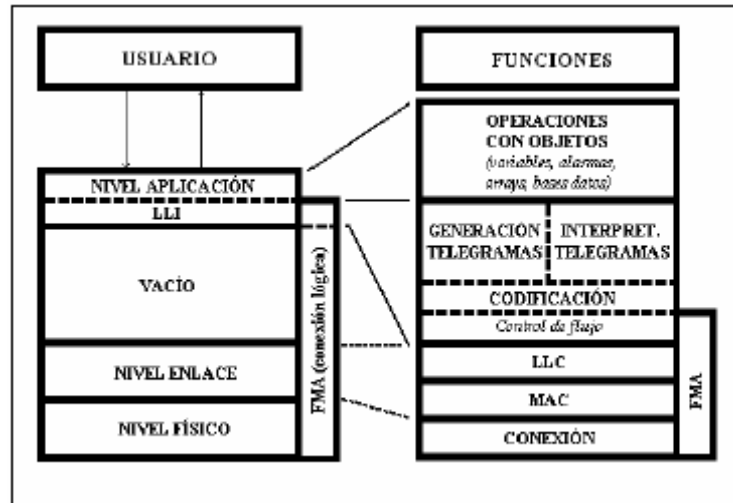 USUARIO
NIVEL APLICACIÓN
LLI
VACÍO
NIVEL ENLACE
NIVEL FÍSICO
FMA (conexión lógica)
FUNCIONES
OPERACIONES
CON OBJETOS
(variables, alarmas,
arrays, bases datos)
GENERACIÓN
TELEGRAMAS
INTERPRET.
TELEGRAMAS
CODIFICACIÓN
Control de flujo
LLC
MAC
CONEXIÓN
FMA